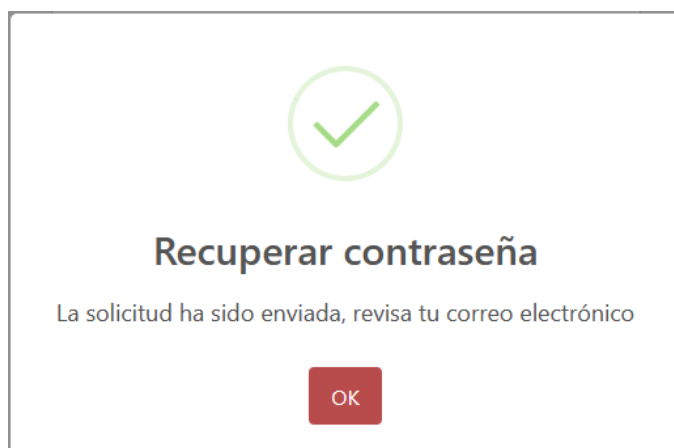 Recuperar contraseña
La solicitud ha sido enviada, revisa tu correo electrónico
OK